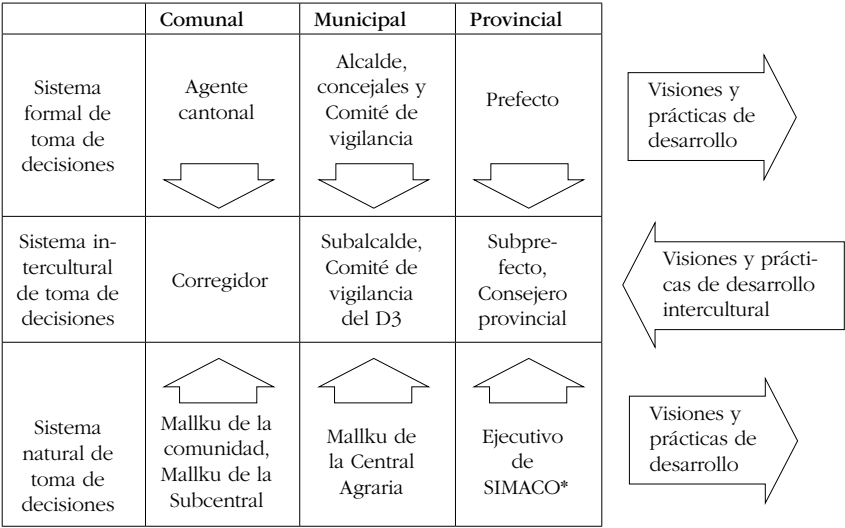 Comunal
Municipal
Provincial
Sistema
formal de
toma de
decisiones
Agente
cantonal
Alcalde,
concejales y
Comité de
vigilancia
Prefecto
Visiones y
prácticas de
desarrollo
Sistema in-
tercultural
de toma de
decisiones
Corregidor
Subalcalde,
Comité de
vigilancia
del D3
Subpre-
fecto,
Consejero
provincial
Visiones y prácti-
cas de desarrollo
intercultural
Sistema
natural de
toma de
decisiones
Mallku de la
comunidad,
Mallku de la
Subcentral
Mallku de
la Central
Agraria
Ejecutivo
de
SIMACO*
Visiones y
prácticas de
desarrollo